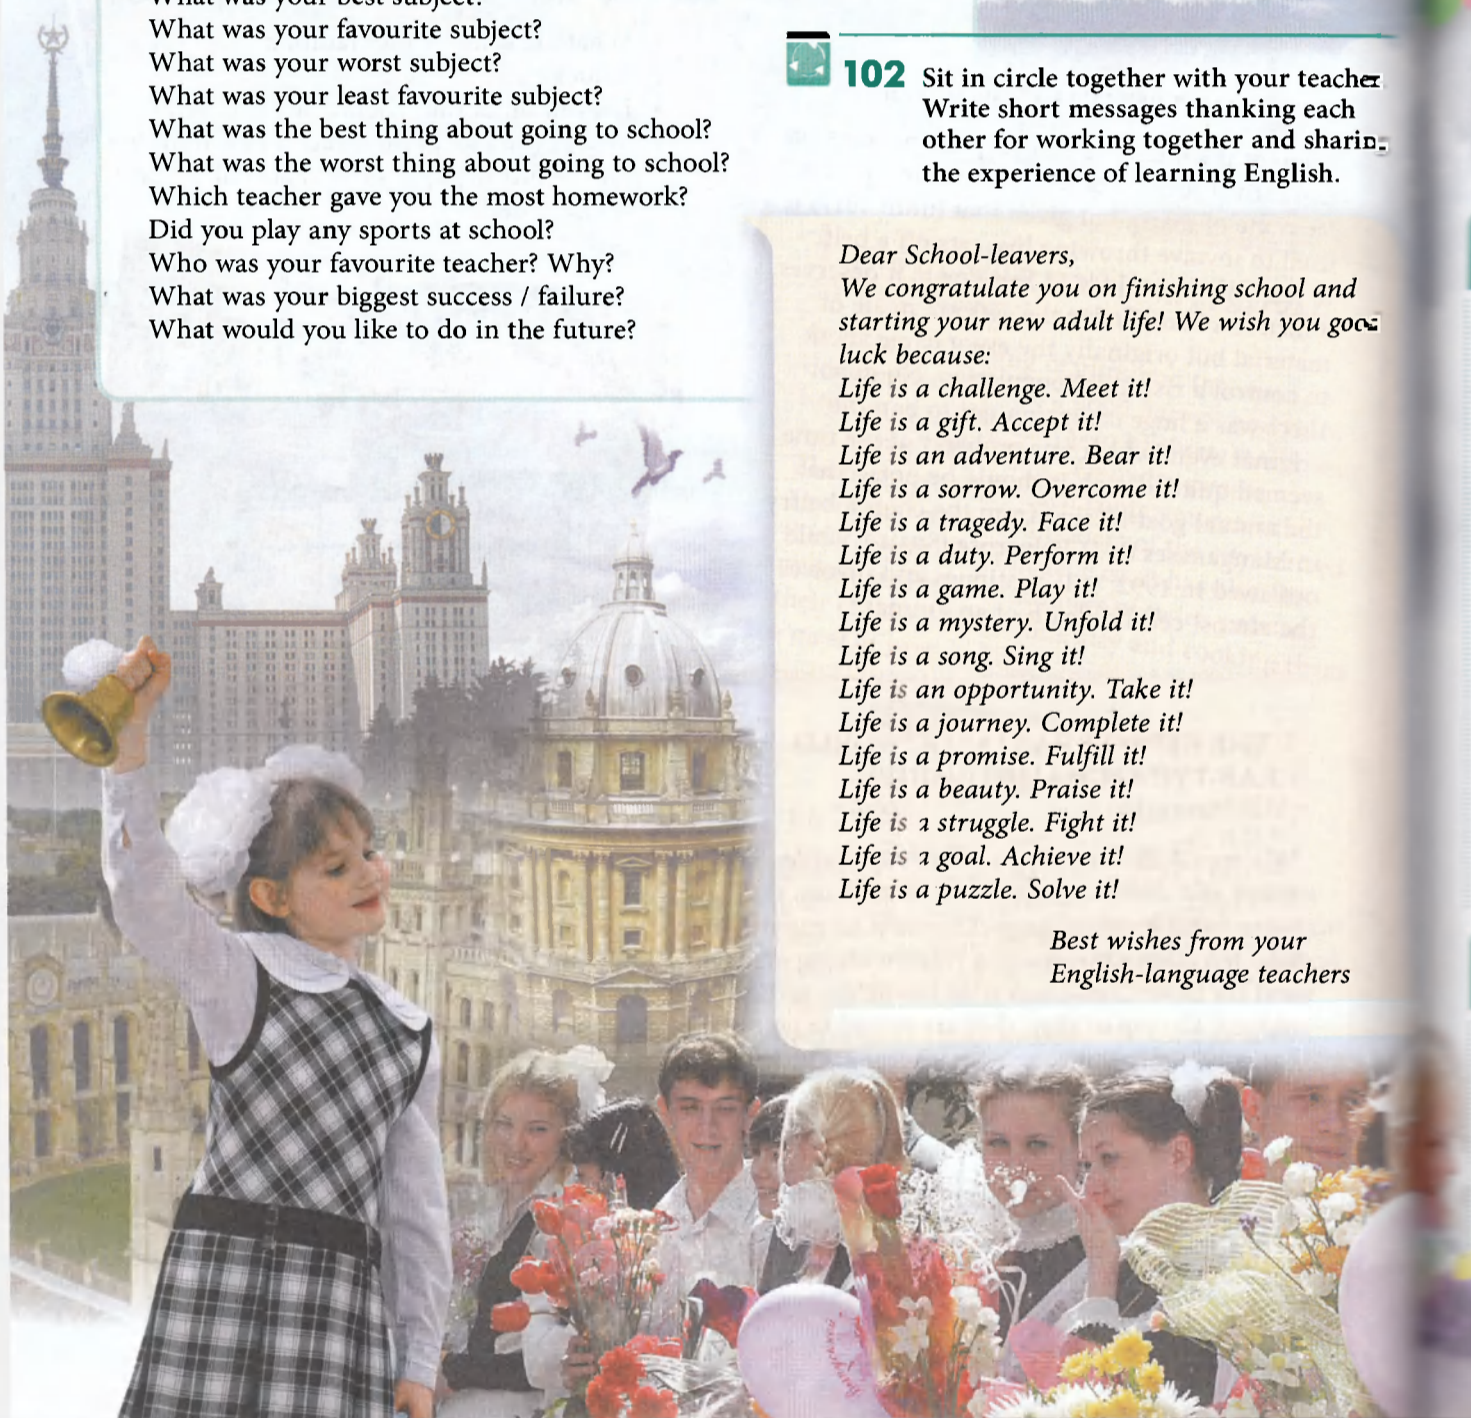 What was your best subject?
What was your favourite subject?
What was your worst subject?
What was your least favourite subject?
What was the best thing about going to school?
What was the worst thing about going to school?
Which teacher gave you the most homework?
Did you play any sports at school?
Who was your favourite teacher? Why?
What was your biggest success / failure?
What would you like to do in the future?
102 Sit in circle together with your teacher
Write short messages thanking each
other for working together and sharin
the experience of learning English.
Dear School-leavers,
We congratulate you on finishing school and
starting your new adult life! We wish you good
luck because:
Life is a challenge. Meet it!
Life is a gift. Accept it!
Life is an adventure. Bear it!
Life is a sorrow. Overcome it!
Life is a tragedy. Face it!
Life is a duty. Perform it!
Life is a game. Play it!
Life is a mystery. Unfold it!
Life is a song. Sing it!
Life is an opportunity. Take it!
Life is a journey. Complete it!
Life is a promise. Fulfill it!
Life is a beauty. Praise it!
Life is a struggle. Fight it!
Life is a goal. Achieve it!
Life is a puzzle. Solve it!
Best wishes from your
English-language teachers